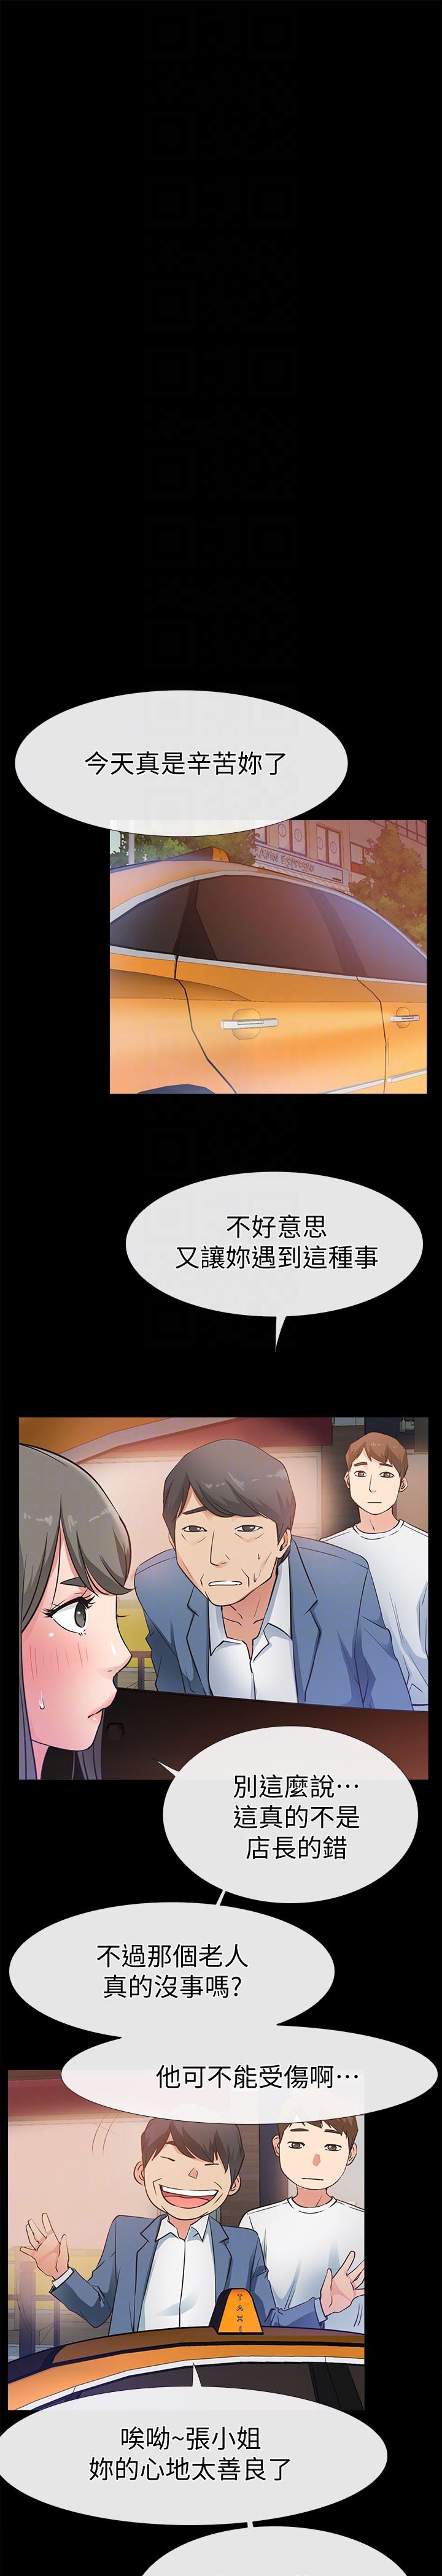 今天真是辛苦妳了
不好意思
又讓妳遇到這種事
別這麼說⋯
這真的不是
店長的錯
不過那個老人
真的沒事嗎?
他可不能受傷啊⋯
TAXI
唉呦~張小姐
妳的心地太善良了